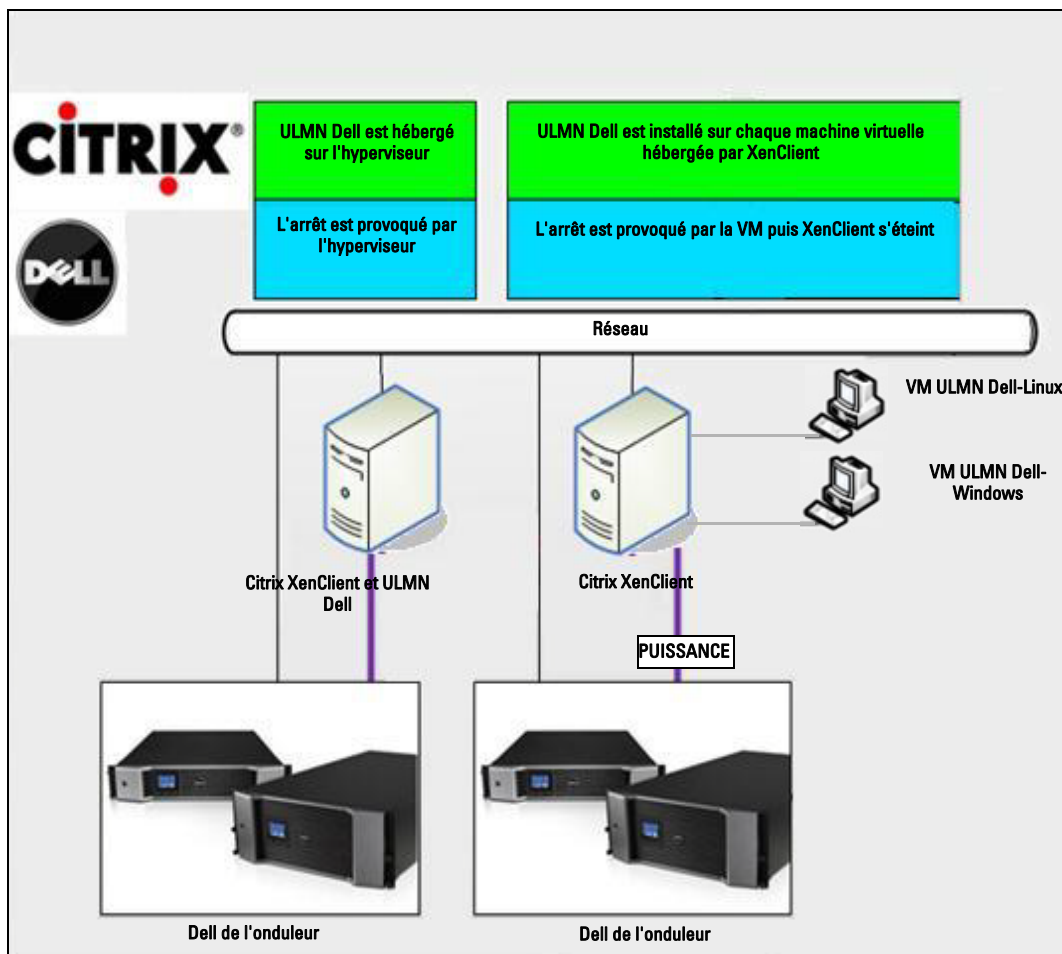 CİTRIX®
ULMN Dell est hébergé
sur l'hyperviseur
ULMN Dell est installé sur chaque machine virtuelle
hébergée par XenClient
L'arrêt est provoqué par
l'hyperviseur
L'arrêt est provoqué par la VM puis XenClient s'éteint
DELL
Réseau
VM ULMN Dell-Linux
VM ULMN Dell-
Windows
Citrix XenClient et ULMN
Dell
Citrix XenClient
PUISSANCE
Dell de l'onduleur
Dell de l'onduleur